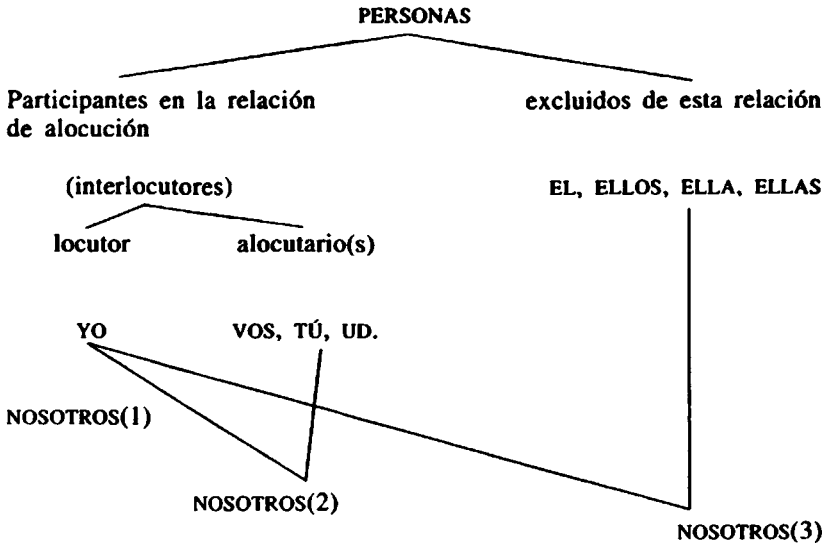 PERSONAS
Participantes en la relación
de alocución
excluidos de esta relación
(interlocutores)
EL, ELLOS, ELLA, ELLAS
locutor
alocutario(s)
YO
VOS, TÚ, UD.
NOSOTROS(1)
NOSOTROS(2)
NOSOTROS(3)